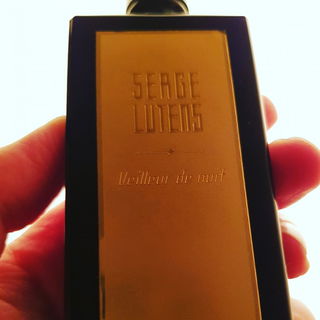 SERGE
LUTENS
Veilleur de nuit